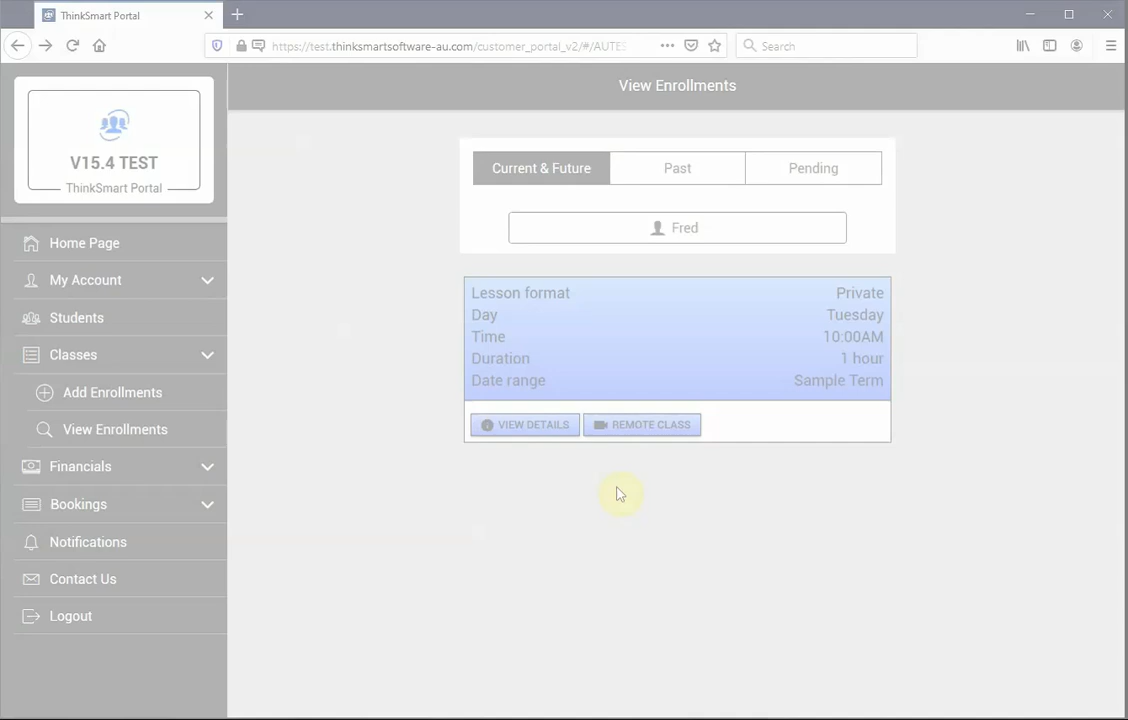 ThinkSmart Portal
https://test.thinksmartsoftware-au.com/customer_portal_v2/#/AUTES
Search
V15.4 TEST
ThinkSmart Portal
Home Page
My Account
Students
Classes
Add Enrollments
View Enrollments
Financials
Bookings
Notifications
Contact Us
Logout
View Enrollments
Current & Future Past Pending
Fred
Lesson format Private
Day Tuesday
Time 10:00AM
Duration 1 hour
Date range Sample Term
VIEW DETAILS REMOTE CLASS